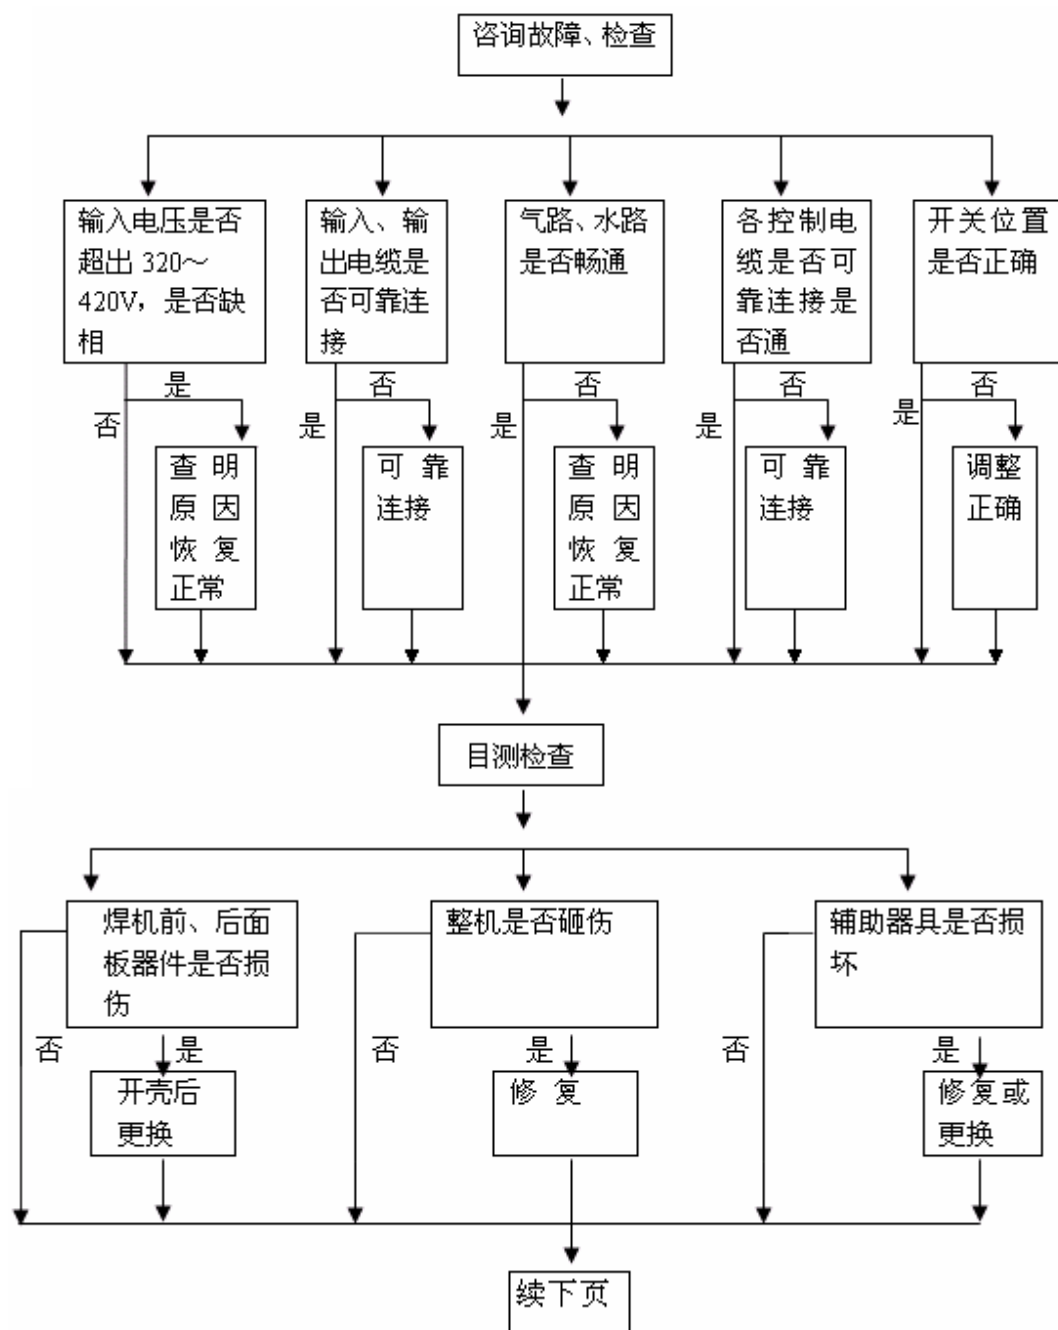 咨询故障、检查
输入电压是否
超出 320～
420V，是否缺
相
输入、输
出电缆是
否可靠连
接
气路、水路
是否畅通
各控制电
缆是否可
靠连接是
否通
开关位置
是否正确
否
是
是
否
是
否
是
否
是
否
查明
原因
恢复
正常
可靠
连接
查明
原因
恢复
正常
可靠
连接
调整
正确
目测检查
焊机前、后面
板器件是否损
伤
整机是否砸伤
辅助器具是否损
坏
否
是
否
是
否
是
开壳后
更换
修复
修复或
更换
续下页